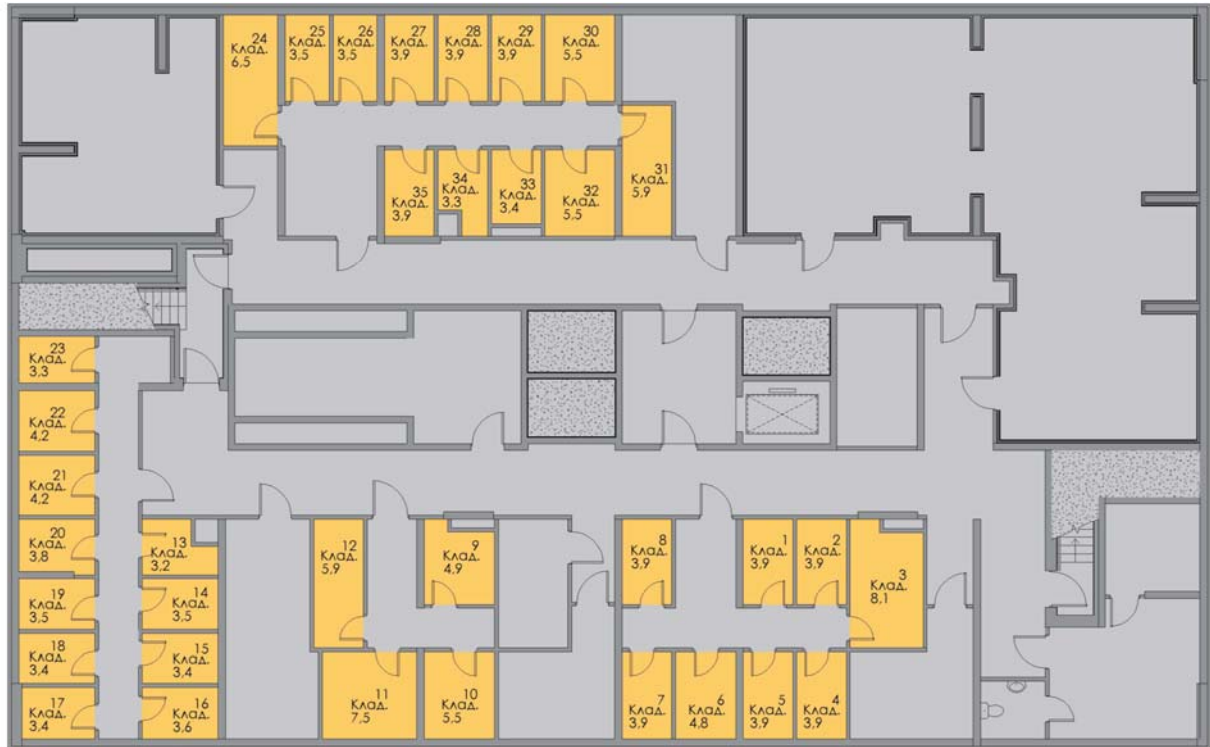 24
Клад.
6,5
25
Клад.
3,5
26
Клад.
3,5
27
Клад.
3,9
28
Клад.
3,9
29
Клад.
3,9
30
Клад.
5,5
31
Клад.
5,9
35
Клад.
3,9
34
Клад.
3,3
33
Клад.
3,4
32
Клад.
5,5
23
Клад.
3,3
22
Клад.
4,2
21
Клад.
4,2
20
Клад.
3,8
19
Клад.
3,5
18
Клад.
3,4
17
Клад.
3,4
13
Клад.
3,2
14
Клад.
3,5
15
Клад.
3,4
16
Клад.
3,6
12
Клад.
5,9
9
Клад.
4,9
11
Клад.
7,5
10
Клад.
5,5
8
Клад.
3,9
1
Клад.
3,9
2
Клад.
3,9
3
Клад.
8,1
7
Клад.
3,9
6
Клад.
4,8
5
Клад.
3,9
4
Клад.
3,9